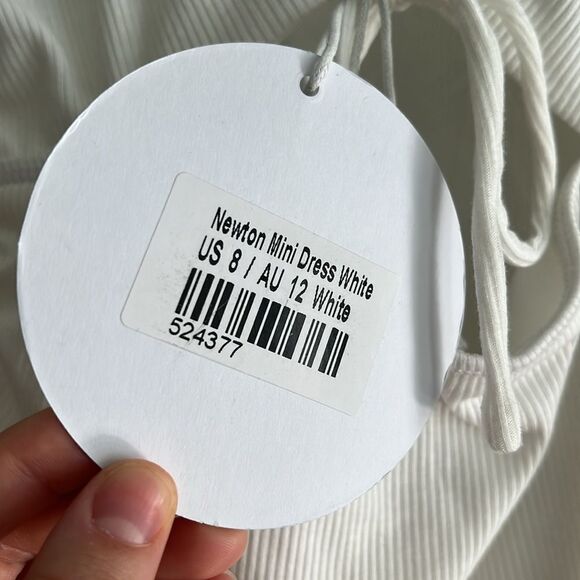 Newton Mini Dress White
US 8 / AU 12 White
524377